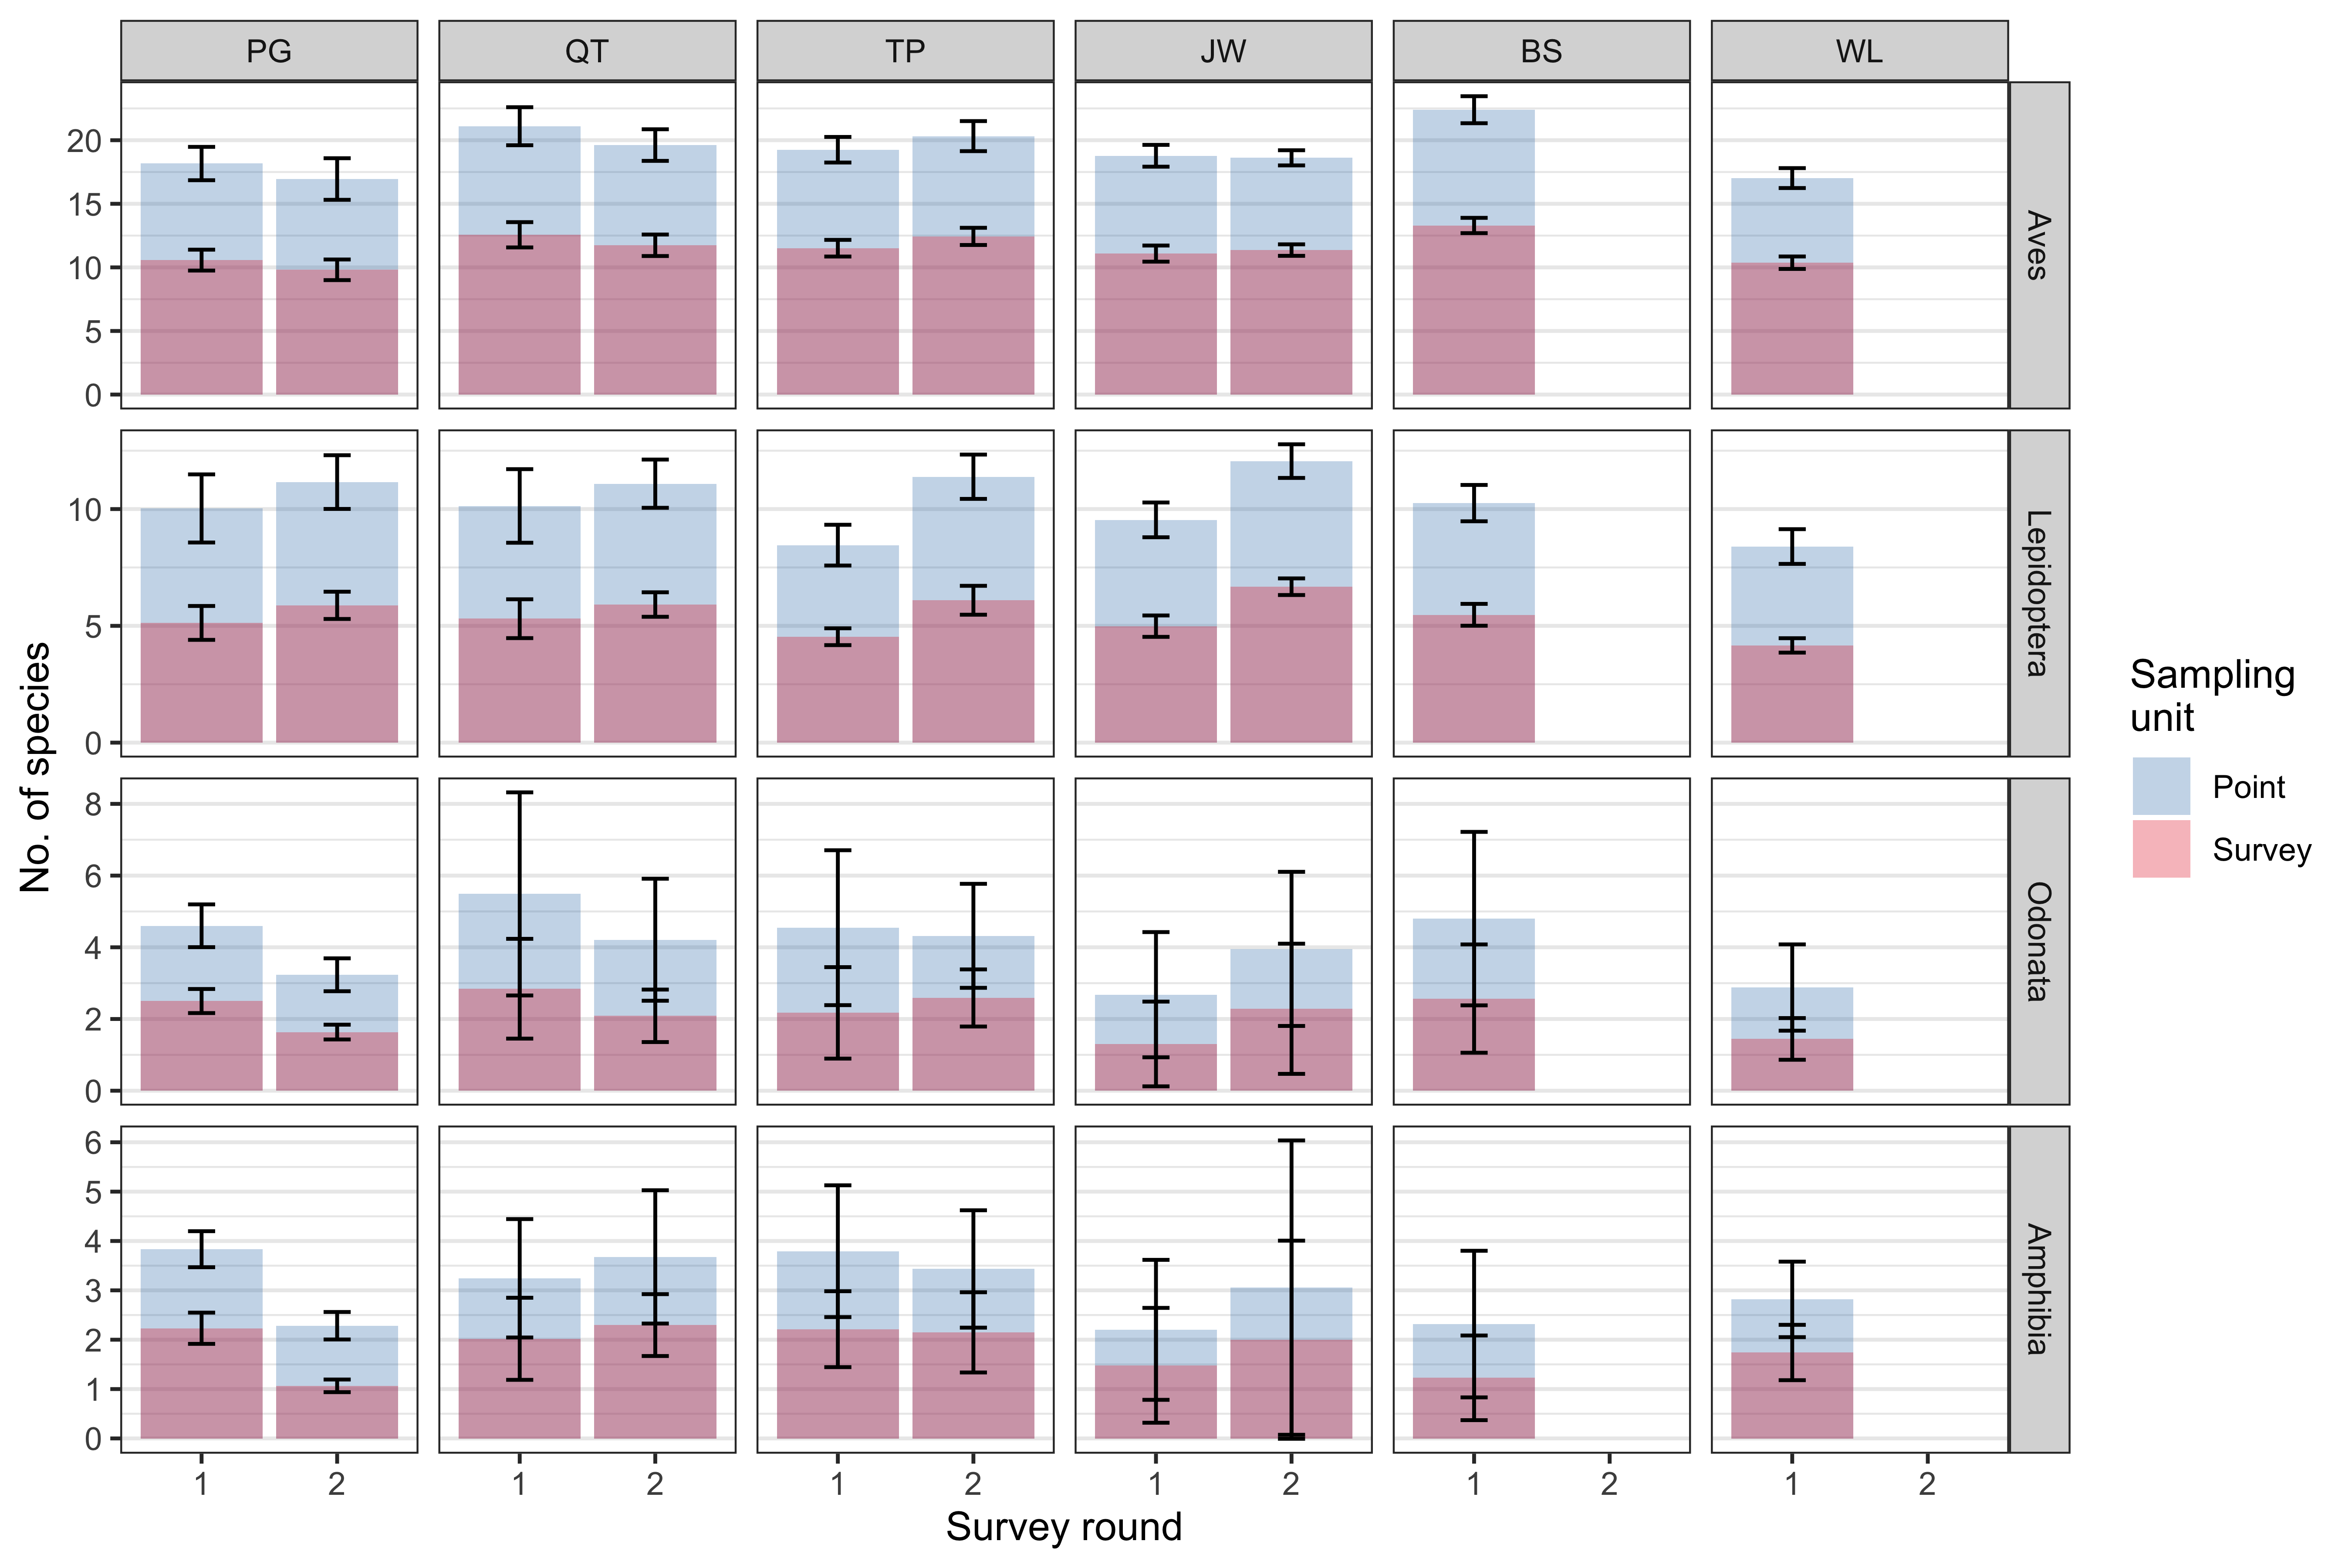 PG QT TP JW BS WL
20
15
10
5
0
Aves
10
5
0
Lepidoptera
8
6
4
2
0
Odonata
6
5
4
3
2
1
0
Amphibia
1 2 1 2 1 2 1 2 1 2 1 2
Survey round
No. of species
Sampling
unit
Point
Survey